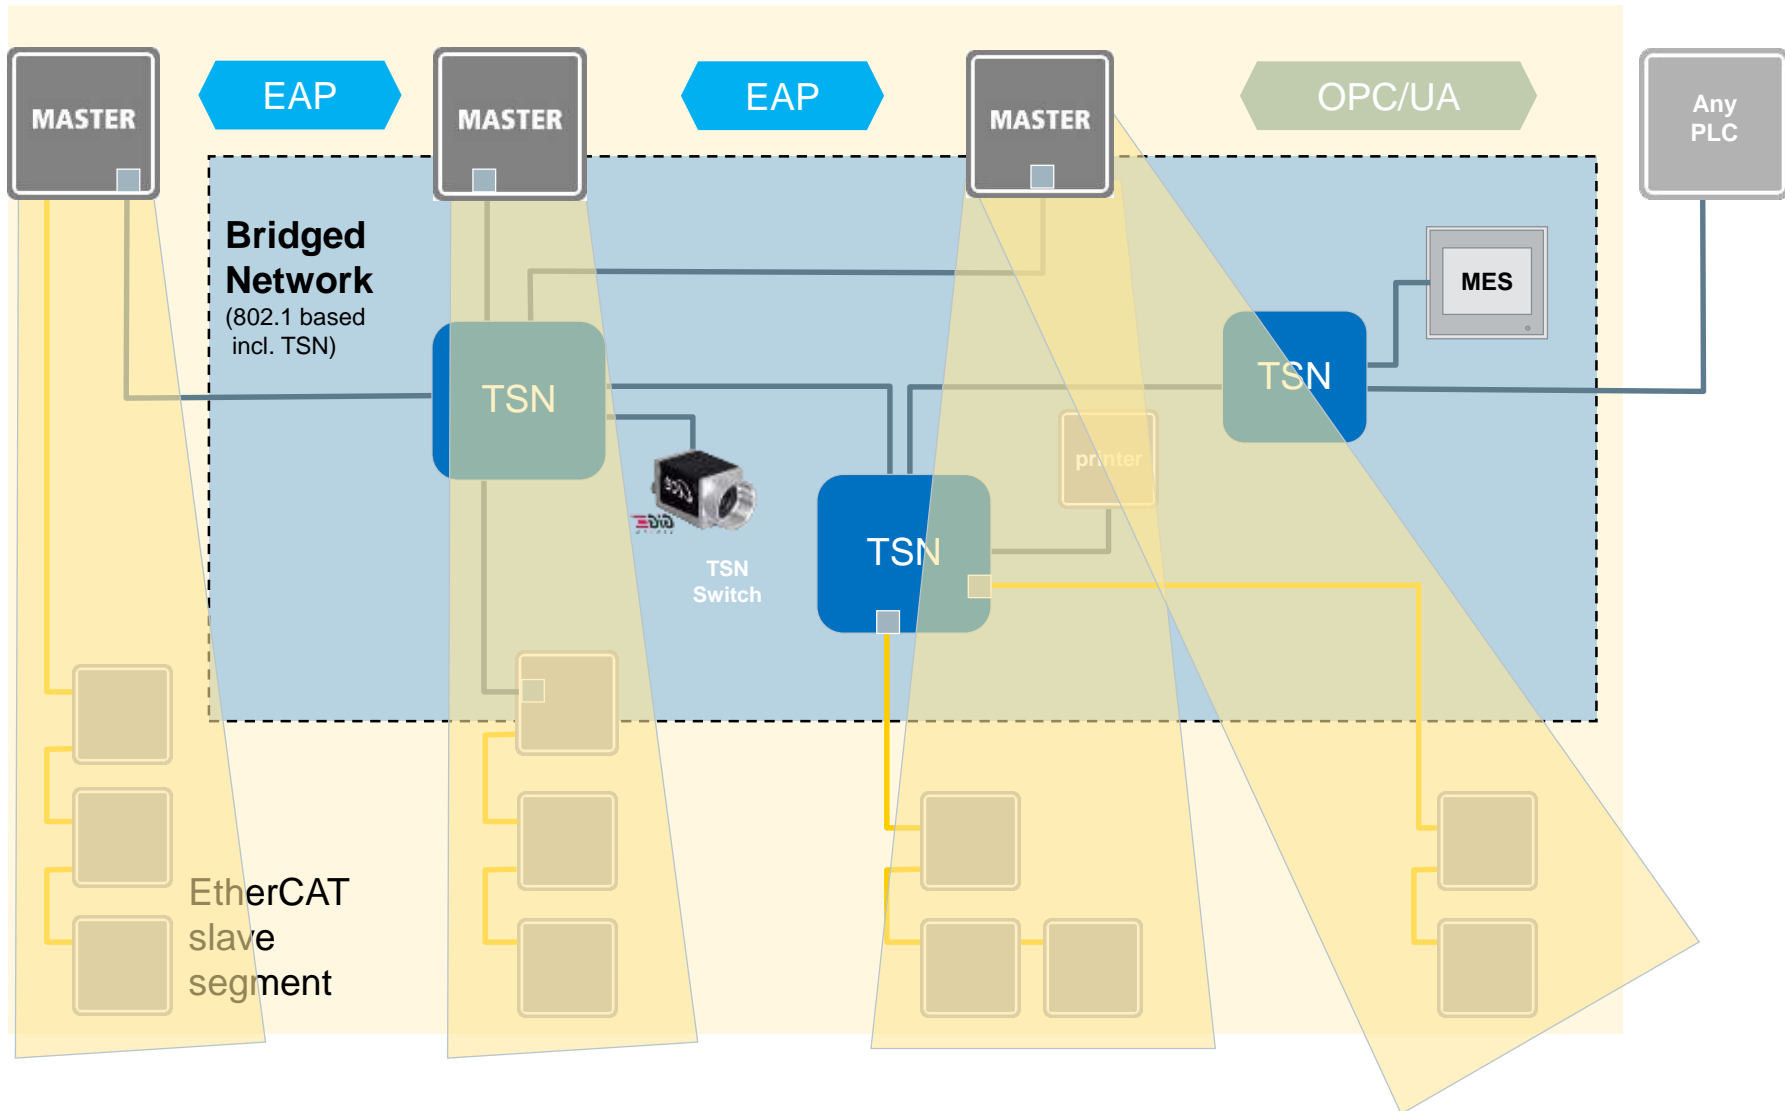 EAP
EAP
OPC/UA
MASTER
MASTER
MASTER
Any
PLC
Bridged
Network
(802.1 based
incl. TSN)
MES
TSN
TSN
printer
TSN
TSN
Switch
EtherCAT
slave
segment